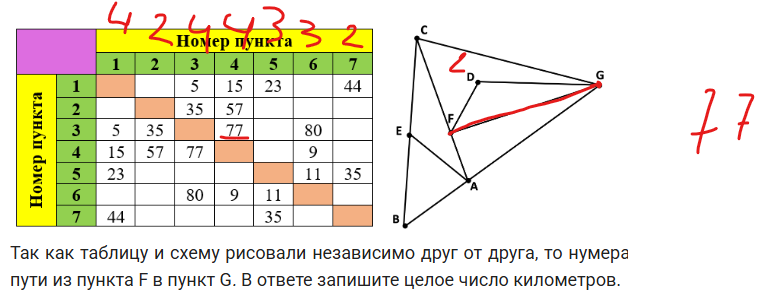 4 2 4 4 3 3 2
Номер пункта
1 2 3 4 5 6 7
Номер пункта
1 5 15 23 44
2 35 57
3 5 35 77 80
4 15 57 77 9
5 23 11 35
6 80 9 11
7 44 35
C
2
D
G
F
E
A
B
77
Так как таблицу и схему рисовали независимо друг от друга, то нумера
пути из пункта F в пункт G. В ответе запишите целое число километров.